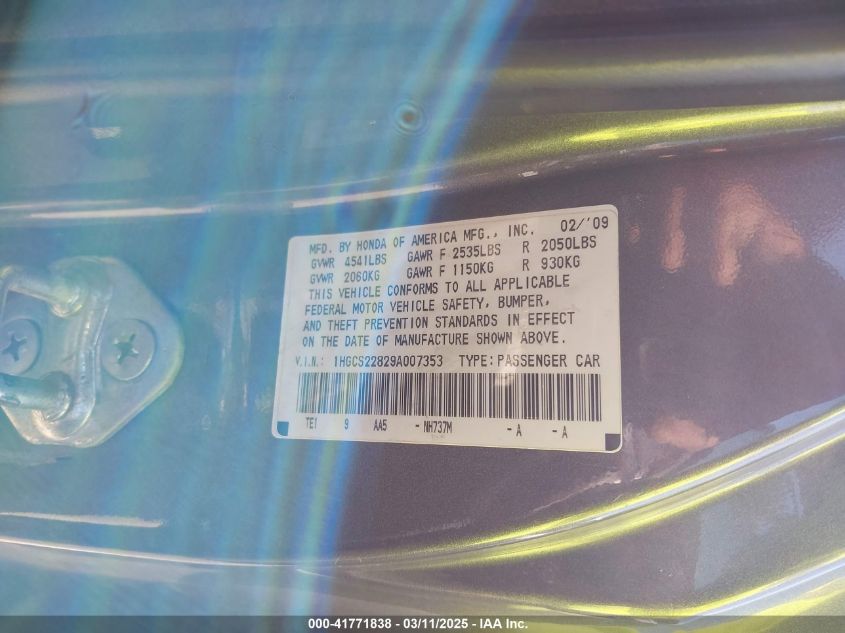 02/'09
MFD. BY HONDA OF AMERICA MFG., INC.
GVWR 4541LBS GAWR F 2535LBS R 2050LBS
GVWR 2060KG GAWR F 1150KG R 930KG
THIS VEHICLE CONFORMS TO ALL APPLICABLE
FEDERAL MOTOR VEHICLE SAFETY, BUMPER,
AND THEFT PREVENTION STANDARDS IN EFFECT
ON THE DATE OF MANUFACTURE SHOWN ABOVE.
V.I.N.: 1HGCS22829A007353 TYPE: PASSENGER CAR
TE1 9 AA5 - NH737M - A - A
000-41771838 - 03/11/2025 - IAA Inc.